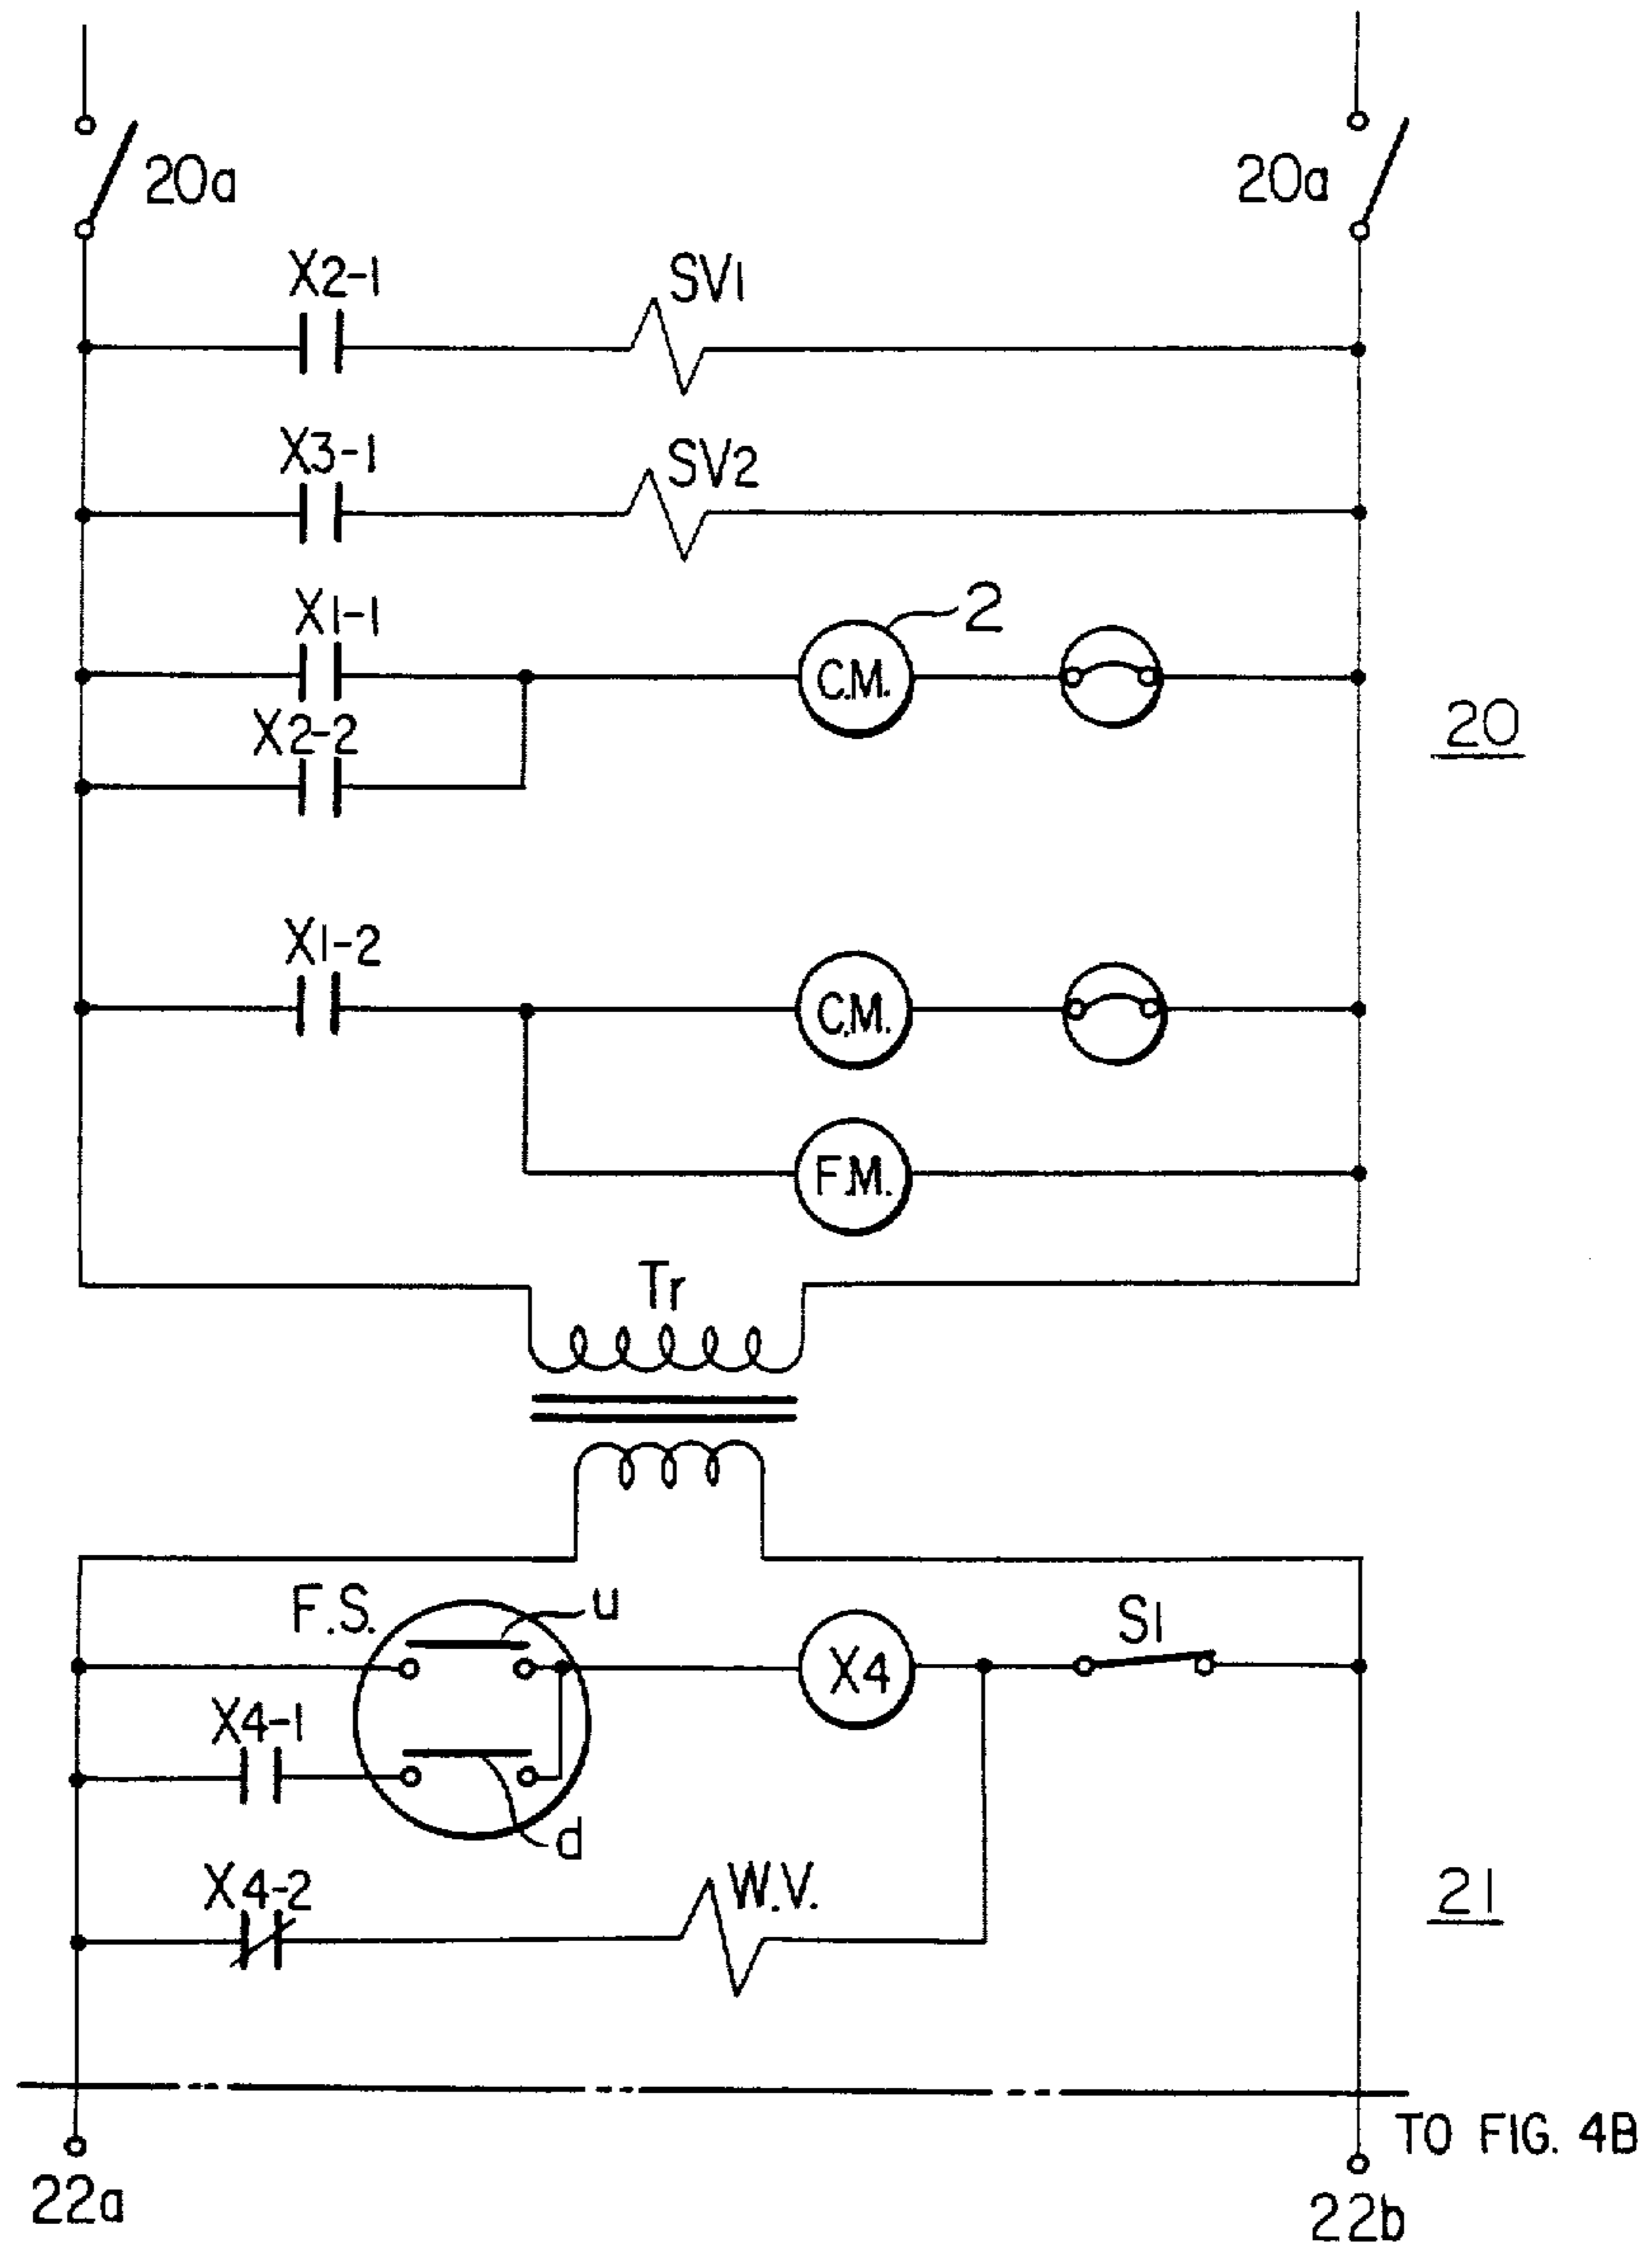 20a 20a
X2-1 SV1
X3-1 SV2
X1-1 2
C.M.
X2-2
20
X1-2
C.M.
F.M.
Tr
F.S. u S1
X4
X4-1
d
X4-2 W.V.
21
TO FIG. 4B
22a 22b